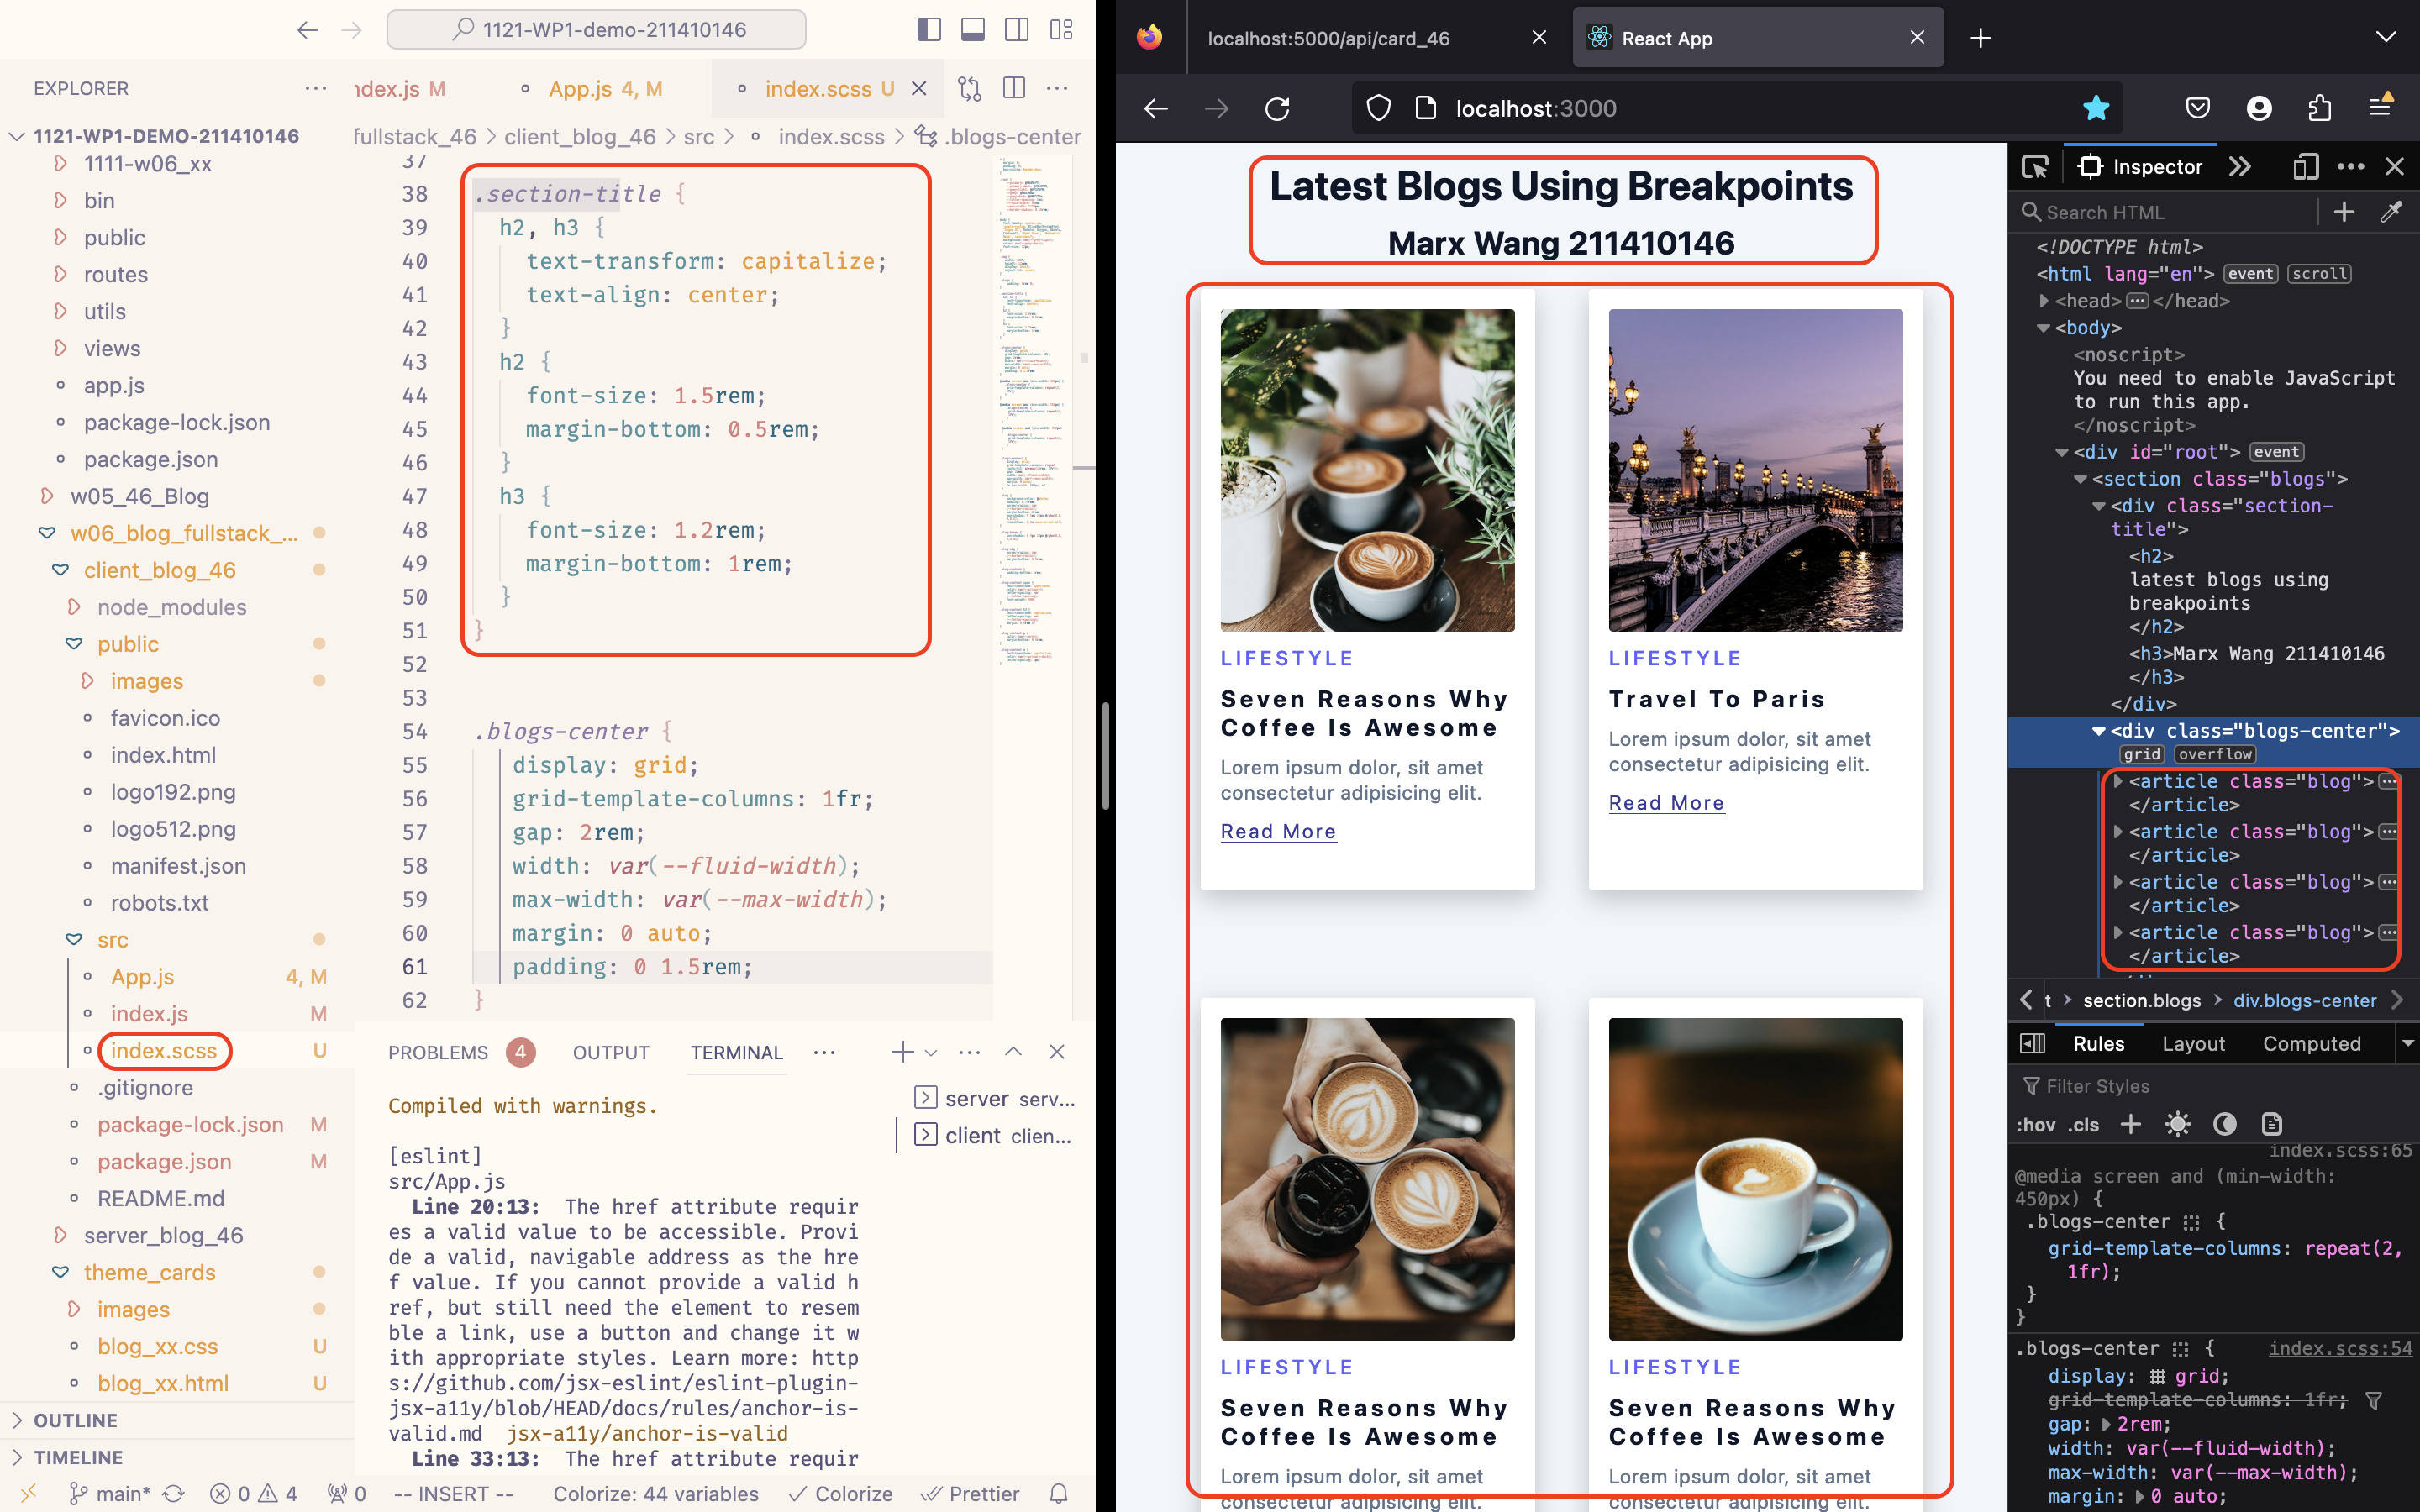 1121-WP1-demo-211410146
EXPLORER
1121-WP1-DEMO-211410146
1111-w06_xx
bin
public
routes
utils
views
app.js
package-lock.json
package.json
w05_46_Blog
w06_blog_fullstack_...
client_blog_46
node_modules
public
images
favicon.ico
index.html
logo192.png
logo512.png
manifest.json
robots.txt
src
App.js 4, M
index.js M
index.scss U
.gitignore
package-lock.json M
package.json M
README.md
server_blog_46
theme_cards
images
blog_xx.css U
blog_xx.html U
OUTLINE
TIMELINE
ndex.js M App.js 4, M index.scss U
fullstack_46 > client_blog_46 > src > index.scss > .blogs-center
37
38 .section-title {
39 h2, h3 {
40 text-transform: capitalize;
41 text-align: center;
42 }
43 h2 {
44 font-size: 1.5rem;
45 margin-bottom: 0.5rem;
46 }
47 h3 {
48 font-size: 1.2rem;
49 margin-bottom: 1rem;
50 }
51 }
52
53
54 .blogs-center {
55 display: grid;
56 grid-template-columns: 1fr;
57 gap: 2rem;
58 width: var(--fluid-width);
59 max-width: var(--max-width);
60 margin: 0 auto;
61 padding: 0 1.5rem;
62 }
PROBLEMS 4 OUTPUT TERMINAL
Compiled with warnings.
[eslint]
src/App.js
Line 20:13: The href attribute requir
es a valid value to be accessible. Provi
de a valid, navigable address as the hre
f value. If you cannot provide a valid h
ref, but still need the element to resem
ble a link, use a button and change it w
ith appropriate styles. Learn more: http
s://github.com/jsx-eslint/eslint-plugin-
jsx-a11y/blob/HEAD/docs/rules/anchor-is-
valid.md jsx-a11y/anchor-is-valid
Line 33:13: The href attribute requir
server serv...
client clien...
main* 0 4 0 -- INSERT -- Colorize: 44 variables Colorize Prettier
localhost:5000/api/card_46
React App
localhost:3000
Latest Blogs Using Breakpoints
Marx Wang 211410146
LIFESTYLE
Seven Reasons Why
Coffee Is Awesome
Lorem ipsum dolor, sit amet
consectetur adipisicing elit.
Read More
LIFESTYLE
Travel To Paris
Lorem ipsum dolor, sit amet
consectetur adipisicing elit.
Read More
LIFESTYLE
Seven Reasons Why
Coffee Is Awesome
Lorem ipsum dolor, sit amet
consectetur adipisicing elit.
LIFESTYLE
Seven Reasons Why
Coffee Is Awesome
Lorem ipsum dolor, sit amet
consectetur adipisicing elit.
Inspector
Search HTML
<!DOCTYPE html>
<html lang="en"> event scroll
<head> ... </head>
<body>
<noscript>
You need to enable JavaScript
to run this app.
</noscript>
<div id="root"> event
<section class="blogs">
<div class="section-
title">
<h2>
latest blogs using
breakpoints
</h2>
<h3>Marx Wang 211410146
</h3>
</div>
<div class="blogs-center">
grid overflow
<article class="blog"> ...
</article>
<article class="blog"> ...
</article>
<article class="blog"> ...
</article>
<article class="blog"> ...
</article>
t > section.blogs > div.blogs-center
Rules Layout Computed
Filter Styles
:hov .cls
index.scss:65
@media screen and (min-width:
450px) {
.blogs-center {
grid-template-columns: repeat(2,
1fr);
}
}
.blogs-center { index.scss:54
display: grid;
grid-template-columns: 1fr;
gap: 2rem;
width: var(--fluid-width);
max-width: var(--max-width);
margin: 0 auto;